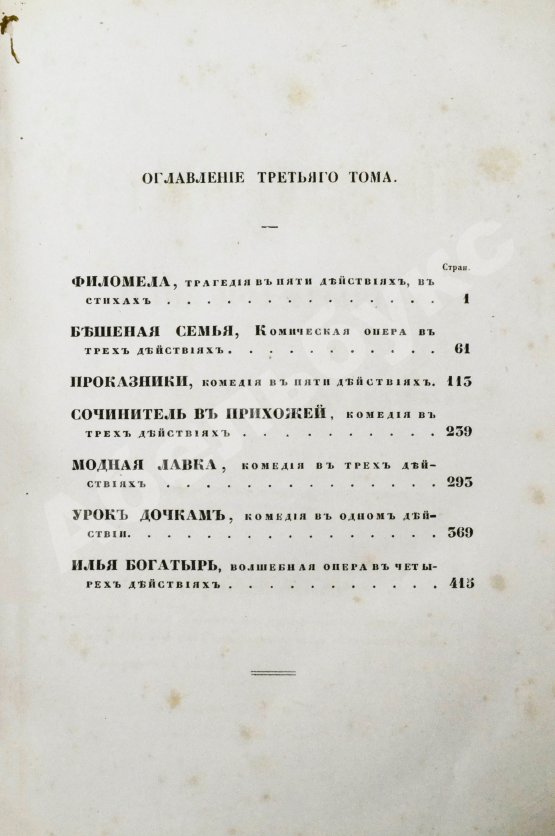 ОГЛАВЛЕНІЕ ТРЕТЬЯГО ТОМА.
Стран.
ФИЛОМЕЛА, ТРАГЕДІЯ ВЪ ПЯТИ ДѢЙСТВІЯХЪ, ВЪ
СТИХАХЪ . . . . . . . . . . . . . . 1
БѢШЕНАЯ СЕМЬЯ, КОМИЧЕСКАЯ ОПЕРА ВЪ
ТРЕХЪ ДѢЙСТВІЯХЪ. . . . . . . . . . . 61
ПРОКАЗНИКИ, КОМЕДІЯ ВЪ ПЯТИ ДѢЙСТВІЯХЪ. 113
СОЧИНИТЕЛЬ ВЪ ПРИХОЖЕЙ, КОМЕДІЯ ВЪ
ТРЕХЪ ДѢЙСТВІЯХЪ . . . . . . . . . . 239
МОДНАЯ ЛАВКА, КОМЕДІЯ ВЪ ТРЕХЪ ДѢЙ-
СТВІЯХЪ . . . . . . . . . . . . . . 293
УРОКЪ ДОЧКАМЪ, КОМЕДІЯ ВЪ ОДНОМЪ ДѢЙ-
СТВІИ. . . . . . . . . . . . . . . 369
ИЛЬЯ БОГАТЫРЬ, ВОЛШЕБНАЯ ОПЕРА ВЪ ЧЕТЫ-
РЕХЪ ДѢЙСТВІЯХЪ . . . . . . . . . . . 415